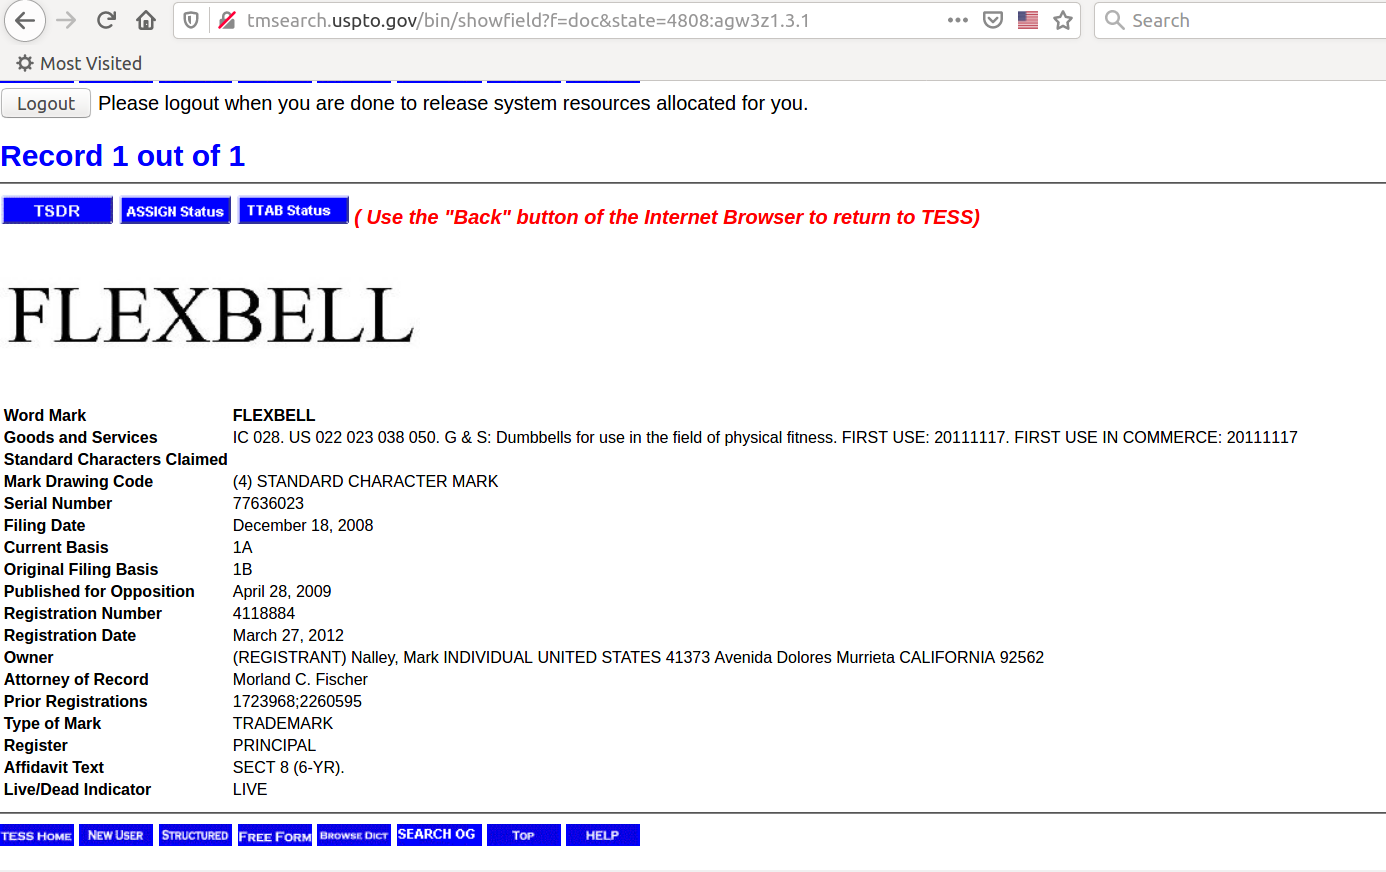 tmsearch.uspto.gov/bin/showfield?f=doc&state=4808:agw3z1.3.1
Search
Most Visited
Logout Please logout when you are done to release system resources allocated for you.
Record 1 out of 1
TSDR ASSIGN Status TTAB Status ( Use the "Back" button of the Internet Browser to return to TESS)
FLEXBELL
Word Mark FLEXBELL
Goods and Services IC 028. US 022 023 038 050. G & S: Dumbbells for use in the field of physical fitness. FIRST USE: 20111117. FIRST USE IN COMMERCE: 20111117
Standard Characters Claimed
Mark Drawing Code (4) STANDARD CHARACTER MARK
Serial Number 77636023
Filing Date December 18, 2008
Current Basis 1A
Original Filing Basis 1B
Published for Opposition April 28, 2009
Registration Number 4118884
Registration Date March 27, 2012
Owner (REGISTRANT) Nalley, Mark INDIVIDUAL UNITED STATES 41373 Avenida Dolores Murrieta CALIFORNIA 92562
Attorney of Record Morland C. Fischer
Prior Registrations 1723968;2260595
Type of Mark TRADEMARK
Register PRINCIPAL
Affidavit Text SECT 8 (6-YR).
Live/Dead Indicator LIVE
TESS HOME NEW USER STRUCTURED FREE FORM BROWSE DICT SEARCH OG TOP HELP